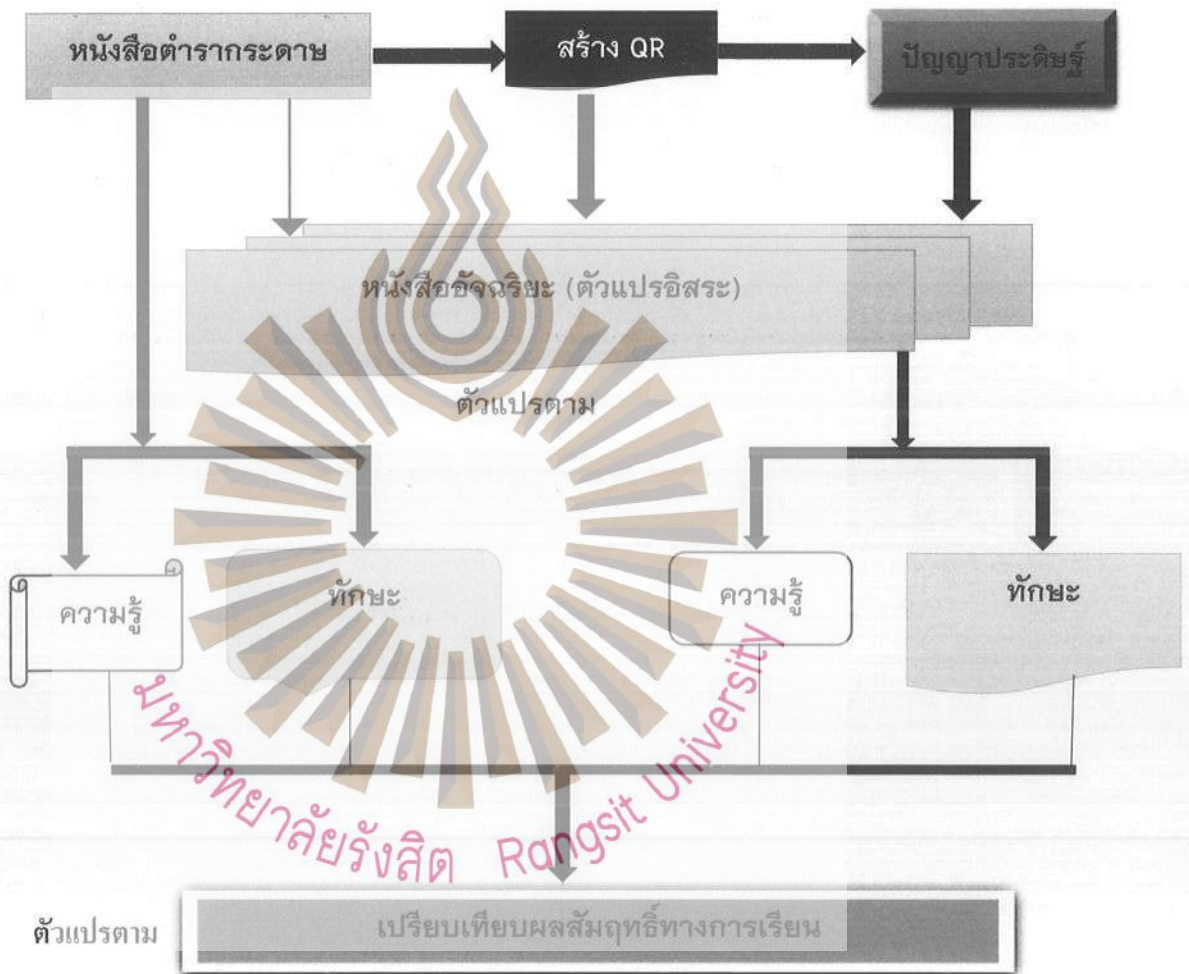 หนังสือตำรากระดาษ
สร้าง QR
ปัญญาประดิษฐ์
หนังสืออัจฉริยะ (ตัวแปรอิสระ)
ตัวแปรตาม
ความรู้
ทักษะ
ความรู้
ทักษะ
มหาวิทยาลัยรังสิต Rangsit University
ตัวแปรตาม
เปรียบเทียบผลสัมฤทธิ์ทางการเรียน